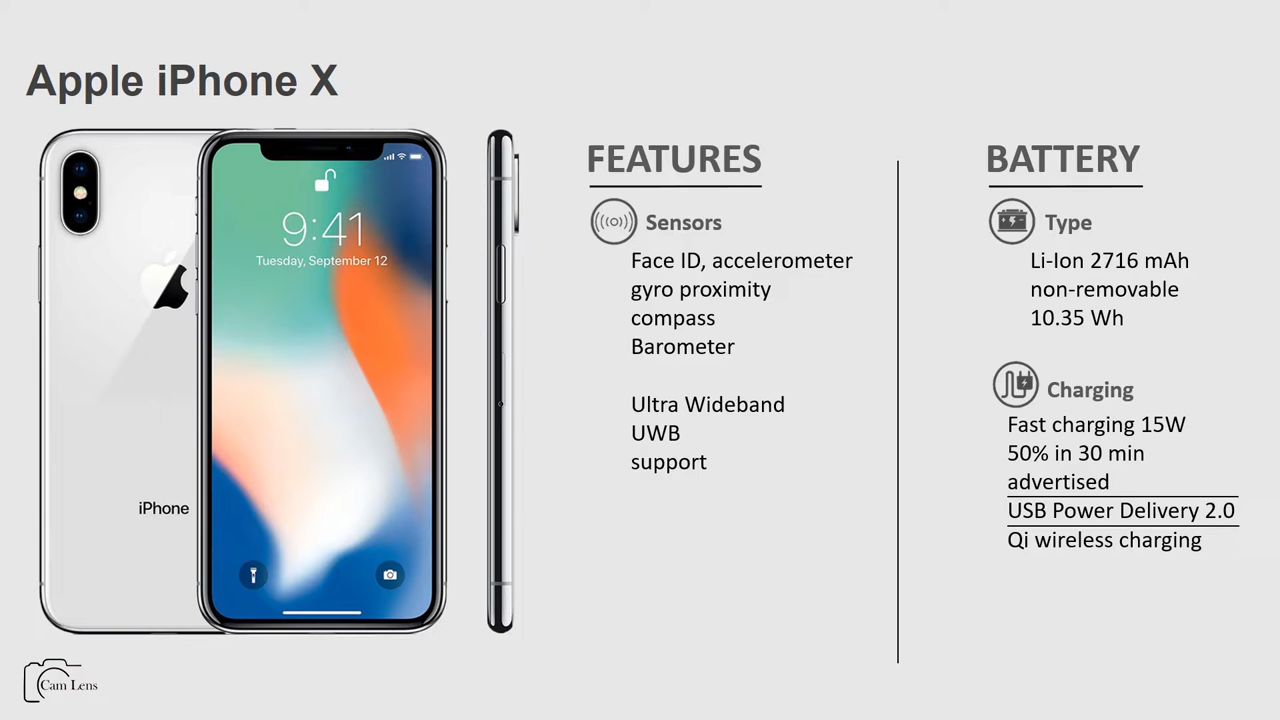 Apple iPhone X
9:41
Tuesday, September 12
iPhone
FEATURES
Sensors
Face ID, accelerometer
gyro proximity
compass
Barometer
Ultra Wideband
UWB
support
BATTERY
Type
Li-Ion 2716 mAh
non-removable
10.35 Wh
Charging
Fast charging 15W
50% in 30 min
advertised
USB Power Delivery 2.0
Qi wireless charging
Cam Lens